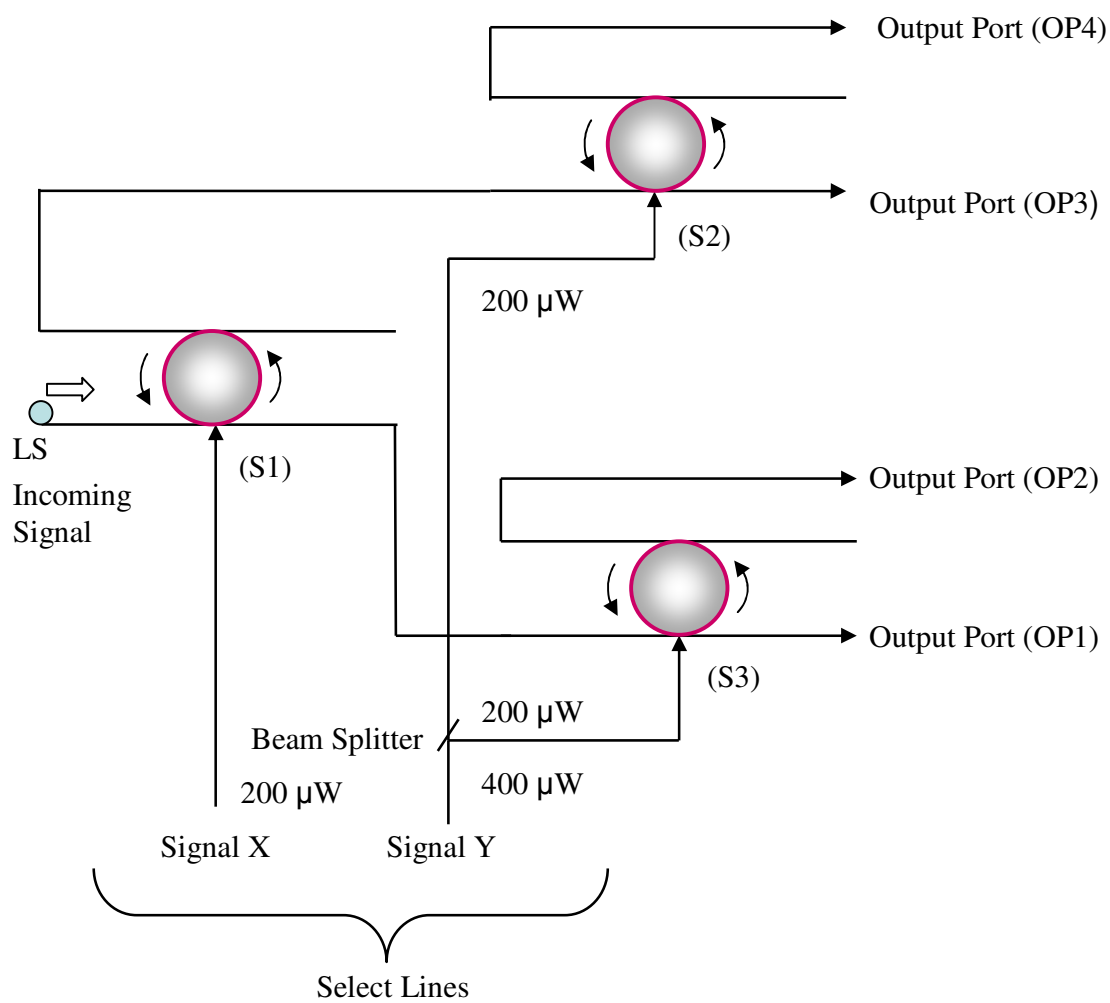 Output Port (OP4)
Output Port (OP3)
(S2)
200 µW
LS
(S1)
Incoming
Signal
Output Port (OP2)
Output Port (OP1)
(S3)
200 µW
Beam Splitter
400 µW
200 µW
Signal X
Signal Y
Select Lines